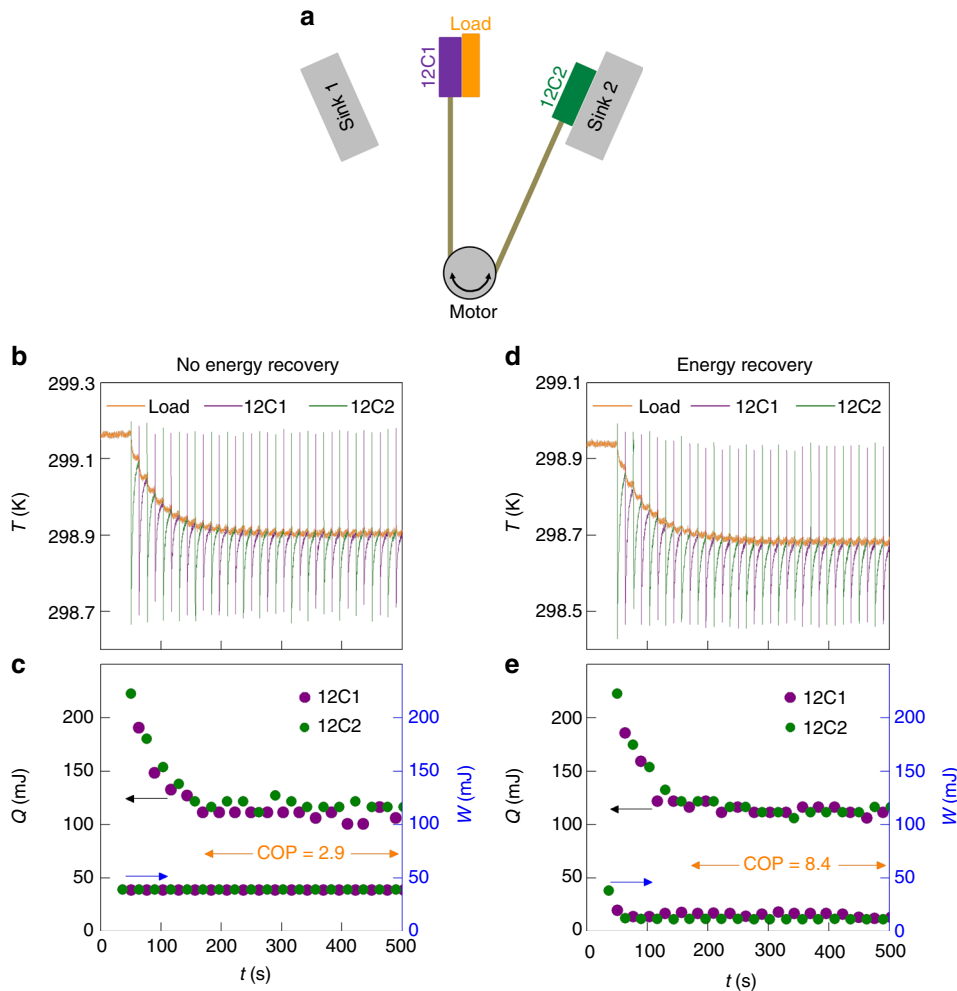 a
Load
12C1
12C2
Sink 1
Sink 2
Motor
b
No energy recovery
299.3
299.1
298.9
298.7
T (K)
Load
12C1
12C2
d
Energy recovery
299.1
298.9
298.7
298.5
T (K)
Load
12C1
12C2
c
200
150
100
50
0
Q (mJ)
12C1
12C2
COP = 2.9
200
150
100
50
0
W (mJ)
0
100
200
300
400
500
t (s)
e
200
150
100
50
0
Q (mJ)
12C1
12C2
COP = 8.4
200
150
100
50
0
W (mJ)
0
100
200
300
400
500
t (s)